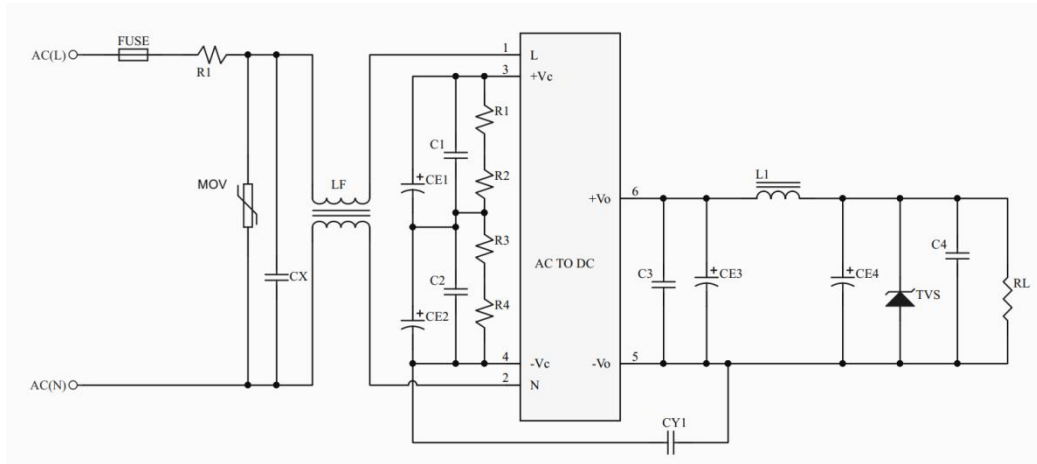 FUSE
AC(L)
R1
MOV
CX
LF
AC(N)
1
L
3
+Vc
R1
C1
R2
+
CE1
R3
C2
R4
+
CE2
4
-Vc
2
N
AC TO DC
6
+Vo
5
-Vo
L1
C3
+
CE3
+
CE4
TVS
C4
RL
CY1